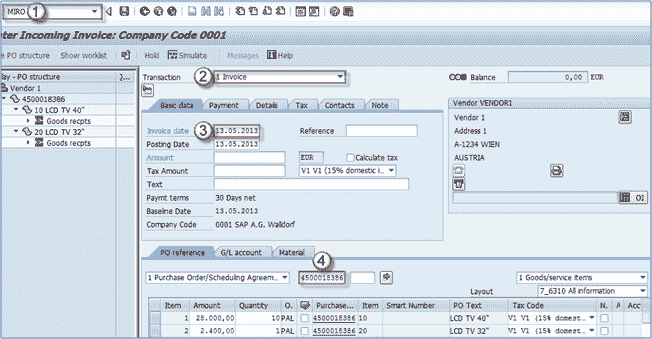 MIRO 1
ter Incoming Invoice: Company Code 0001
e PO structure Show worklist Hold Simulate Messages Help
lay - PO structure
Vendor 1
4500018386
10 LCD TV 40"
Goods recpts
20 LCD TV 32"
Goods recpts
Transaction 2 1 Invoice Balance 0,00 EUR
Basic data Payment Details Tax Contacts Note
Invoice date 3 13.05.2013 Reference
Posting Date 13.05.2013
Amount EUR Calculate tax
Tax Amount V1 V1 (15% domestic i...
Text
Paymt terms 30 Days net
Baseline Date 13.05.2013
Company Code 0001 SAP A.G. Walldorf
Vendor VENDOR1
Vendor 1
Address 1
A-1234 WIEN
AUSTRIA
OI
PO reference G/L account Material
4
1 Purchase Order/Scheduling Agreem... 4500018386 1 Goods/service items
Layout 7_6310 All information
Item Amount Quantity O. Purchase... Item Smart Number PO Text Tax Code N. A Acc
1 28.000,00 10 PAL 4500018386 10 LCD TV 40" V1 V1 (15% domest...
2 2.400,00 1 PAL 4500018386 20 LCD TV 32" V1 V1 (15% domest...